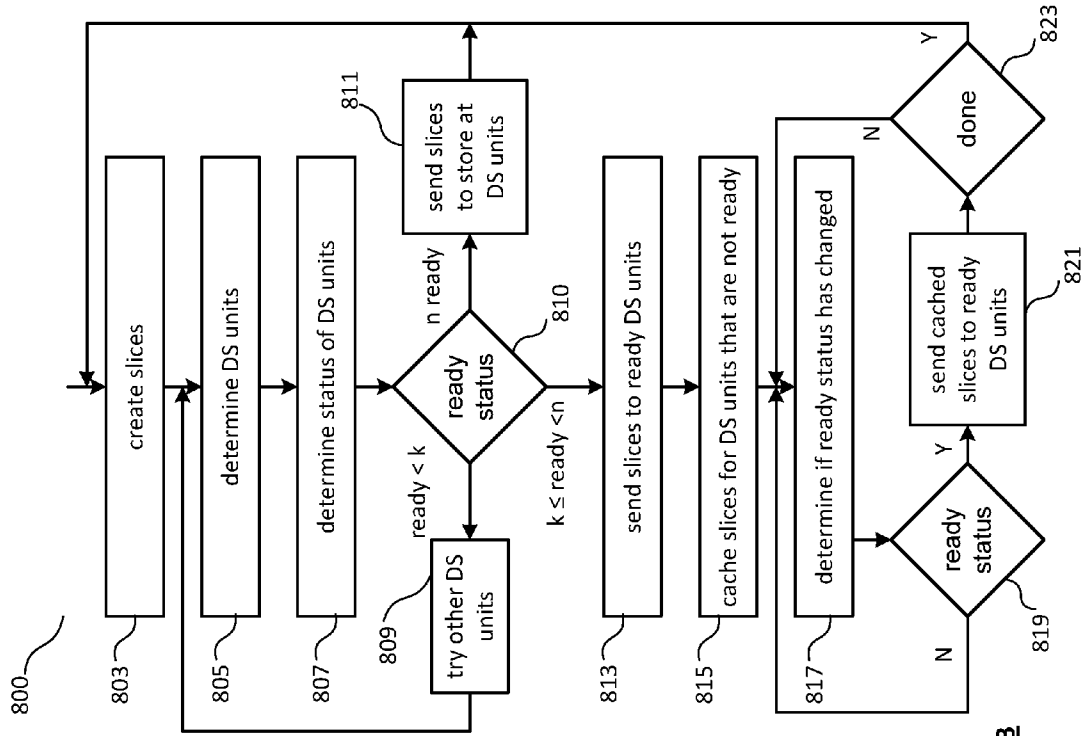 800
create slices
803
determine DS units
805
determine status of DS units
807
ready
status
810
ready < k
n ready
k ≤ ready <n
try other DS
units
809
send slices
to store at
DS units
811
send slices to ready DS units
813
cache slices for DS units that are not ready
815
determine if ready status has changed
817
ready
status
819
N
Y
send cached
slices to ready
DS units
821
done
823
N
Y